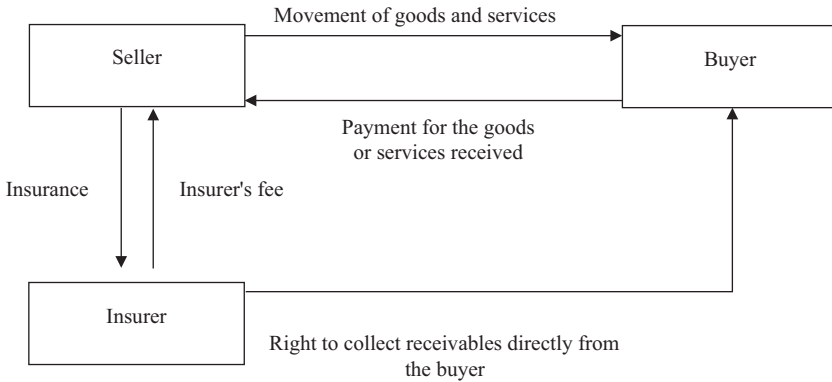 Movement of goods and services
Seller
Buyer
Payment for the goods
or services received
Insurance
Insurer's fee
Insurer
Right to collect receivables directly from
the buyer